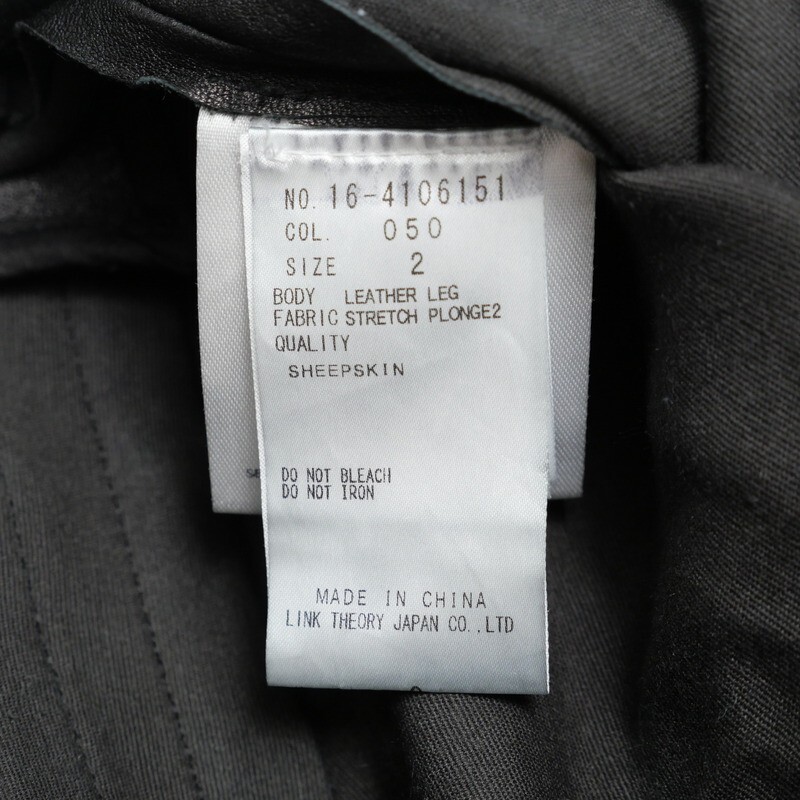 NO. 16-4106151
COL. 050
SIZE 2
BODY LEATHER LEG
FABRIC STRETCH PLONGE2
QUALITY
SHEEPSKIN
DO NOT BLEACH
DO NOT IRON
MADE IN CHINA
LINK THEORY JAPAN CO.,LTD